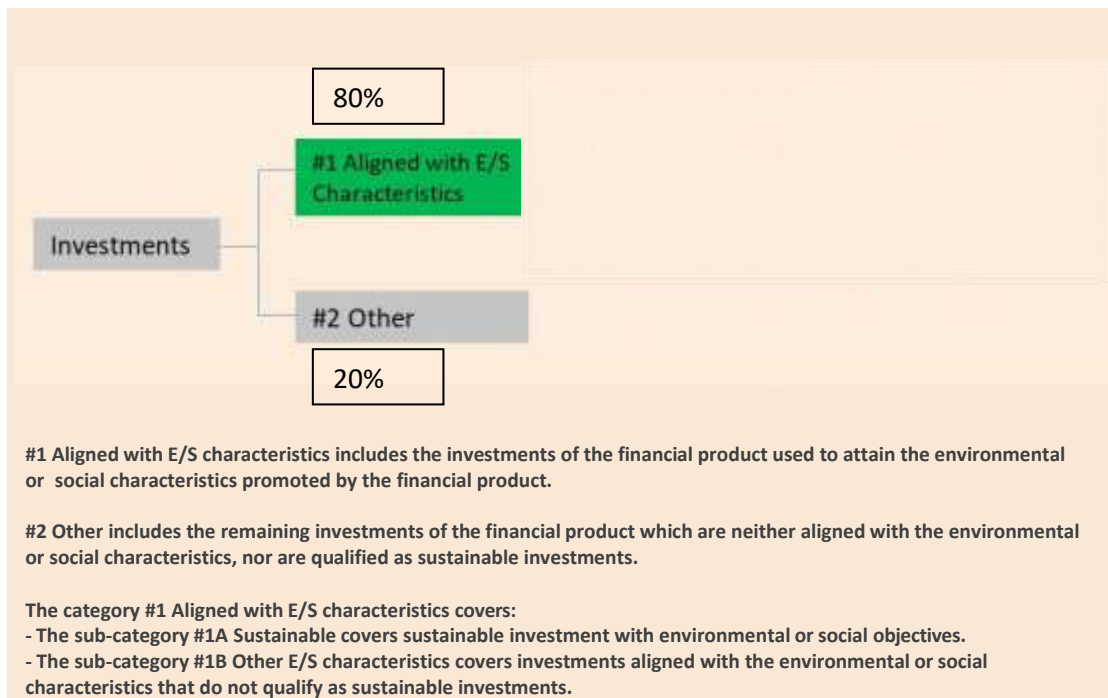 80%
#1 Aligned with E/S
Characteristics
Investments
#2 Other
20%
#1 Aligned with E/S characteristics includes the investments of the financial product used to attain the environmental
or social characteristics promoted by the financial product.
#2 Other includes the remaining investments of the financial product which are neither aligned with the environmental
or social characteristics, nor are qualified as sustainable investments.
The category #1 Aligned with E/S characteristics covers:
- The sub-category #1A Sustainable covers sustainable investment with environmental or social objectives.
- The sub-category #1B Other E/S characteristics covers investments aligned with the environmental or social
characteristics that do not qualify as sustainable investments.